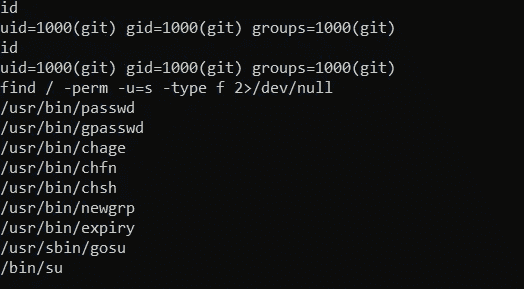 id
uid=1000(git) gid=1000(git) groups=1000(git)
id
uid=1000(git) gid=1000(git) groups=1000(git)
find / -perm -u=s -type f 2>/dev/null
/usr/bin/passwd
/usr/bin/gpasswd
/usr/bin/chage
/usr/bin/chfn
/usr/bin/chsh
/usr/bin/newgrp
/usr/bin/expiry
/usr/sbin/gosu
/bin/su